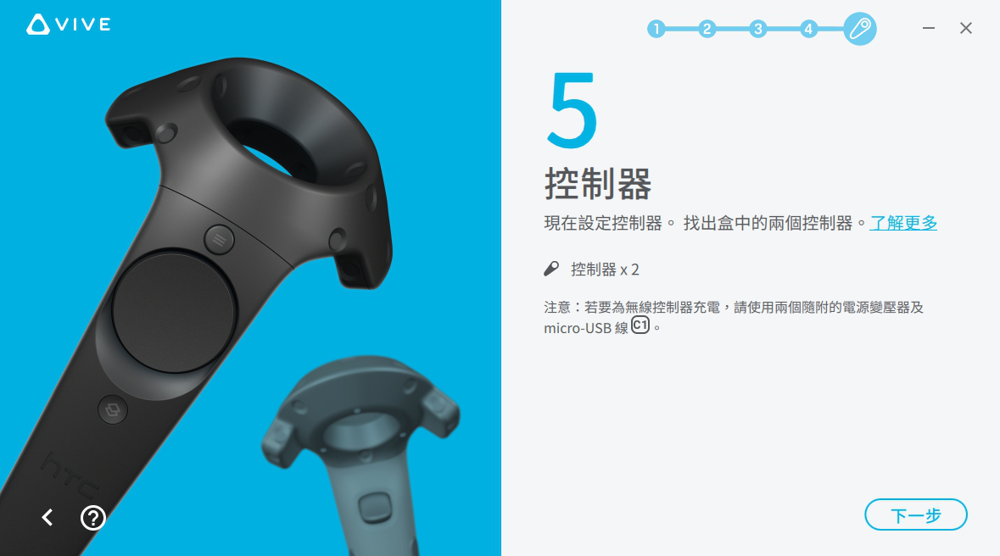 VIVE
1 2 3 4
5
控制器
現在設定控制器。 找出盒中的兩個控制器。了解更多
控制器 x 2
注意：若要為無線控制器充電，請使用兩個隨附的電源變壓器及
micro-USB 線 C1 。
hTC
?
下一步